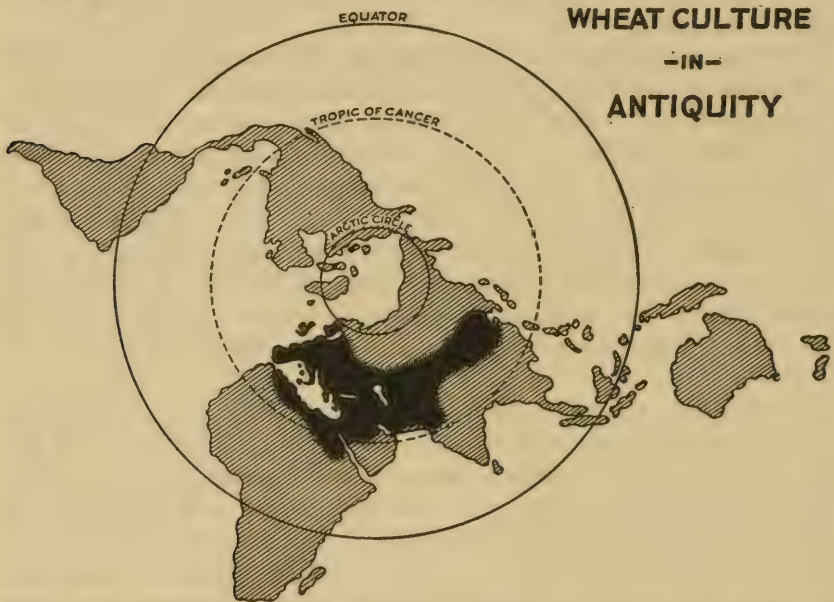 EQUATOR
WHEAT CULTURE
-IN-
ANTIQUITY
TROPIC OF CANCER
ARCTIC CIRCLE